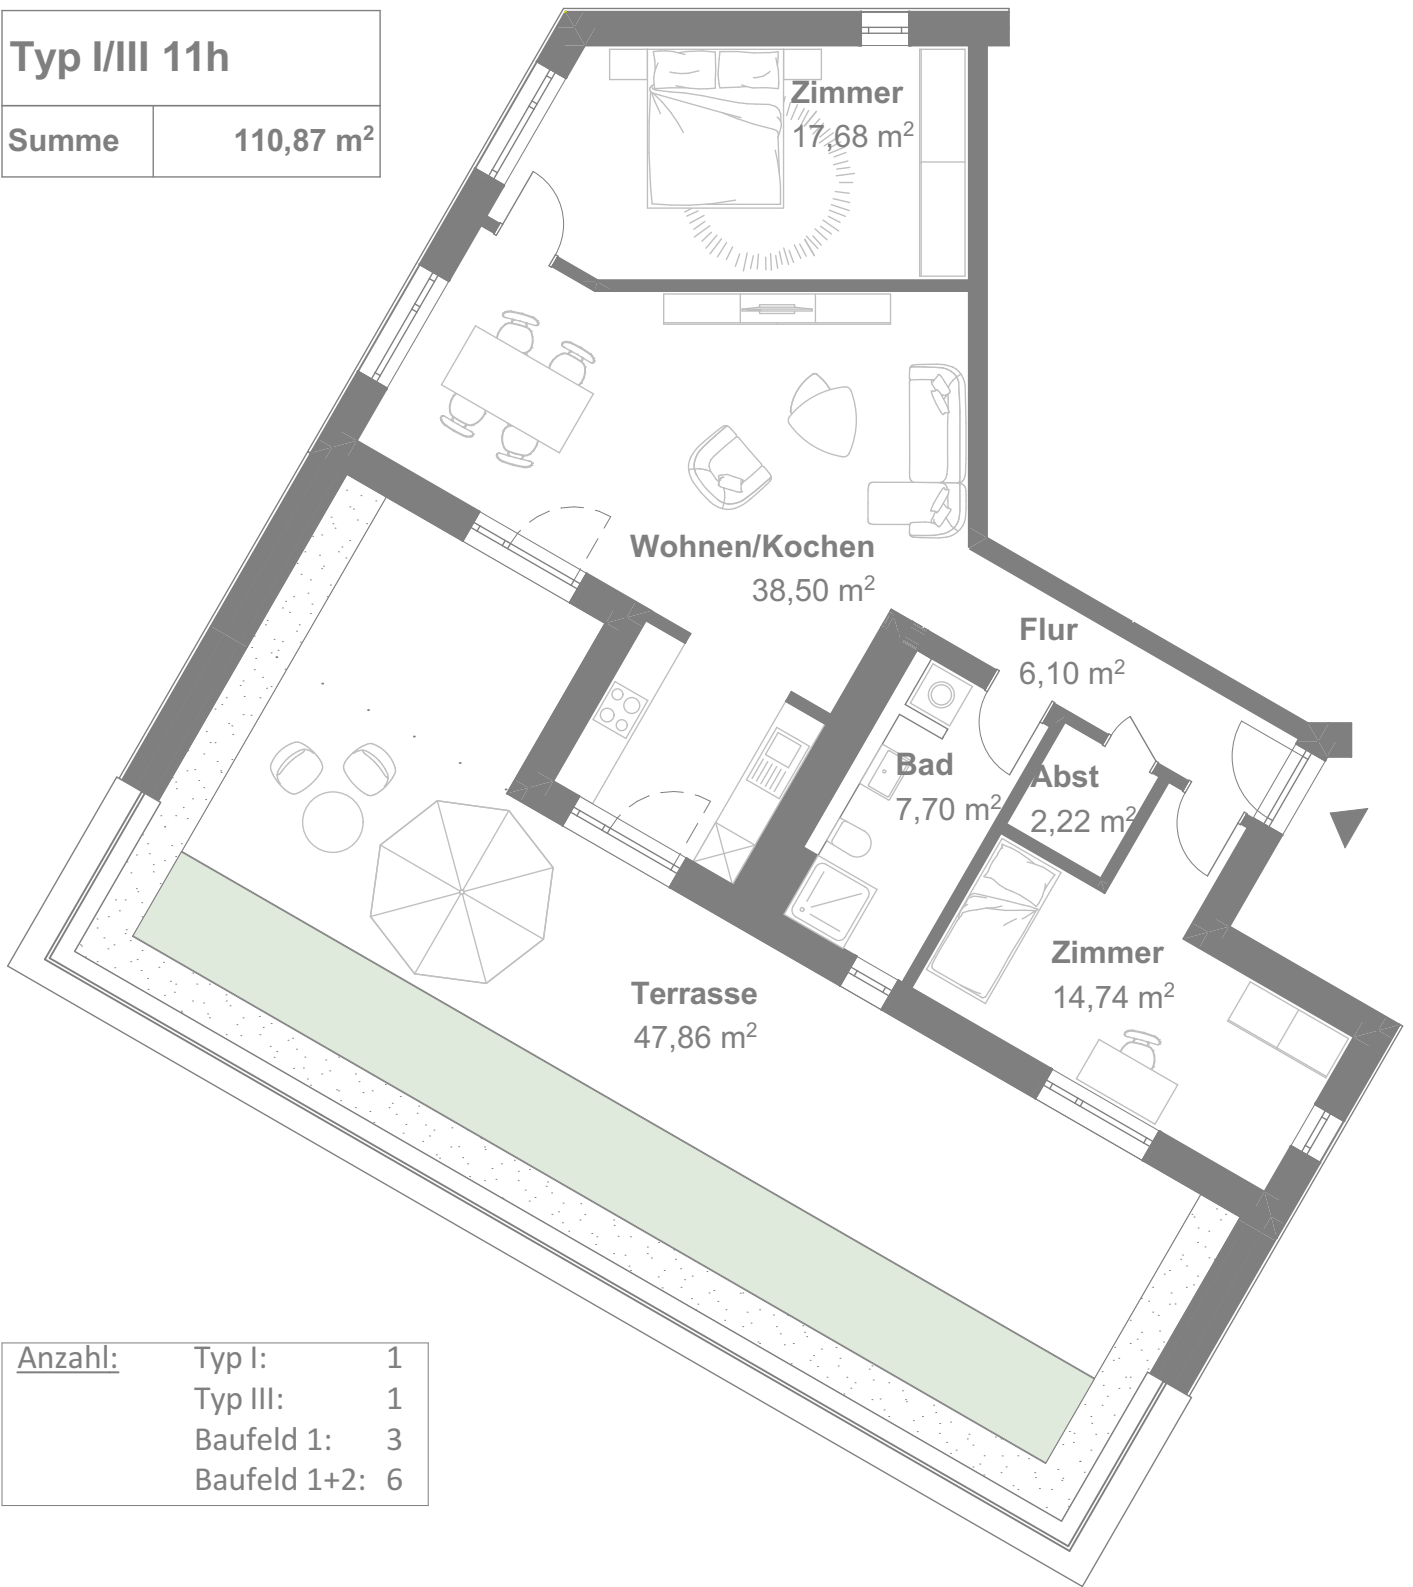 Typ I/III 11h
Summe 110,87 m²
Zimmer
17,68 m²
Wohnen/Kochen
38,50 m²
Flur
6,10 m²
Bad
7,70 m²
Abst
2,22 m²
Zimmer
14,74 m²
Terrasse
47,86 m²
Anzahl: Typ I: 1
Typ III: 1
Baufeld 1: 3
Baufeld 1+2: 6